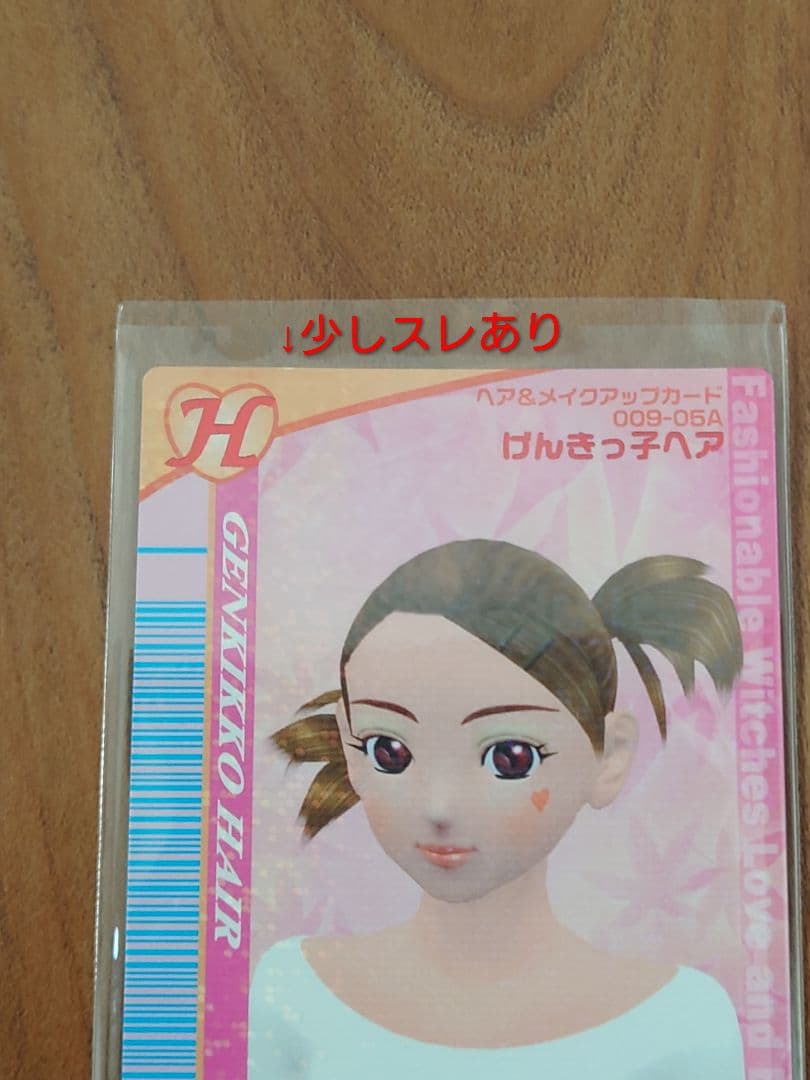 ↓少しスレあり
H
ヘア&メイクアップカード
009-05A
げんきっ子ヘア
GENKIKKO HAIR
Fashionable Witches Love and